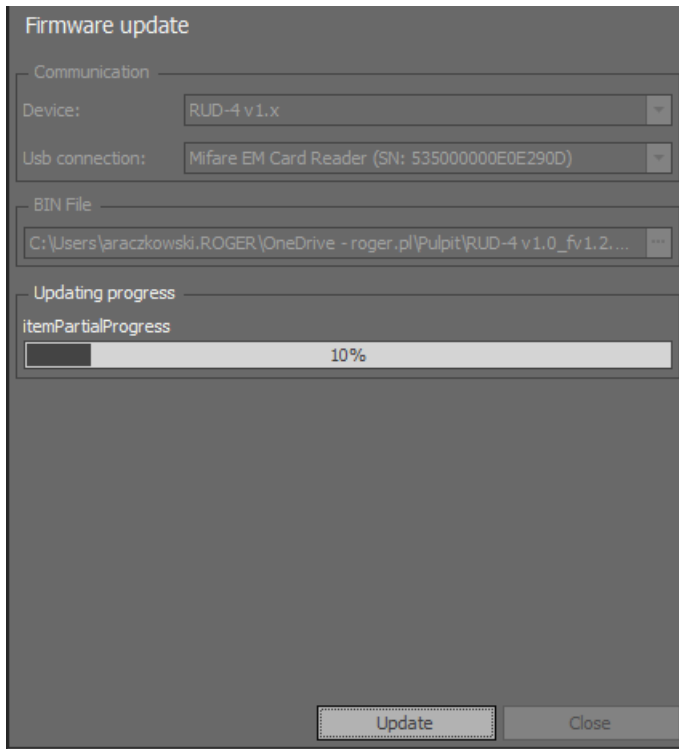 Firmware update
Communication
Device:
RUD-4 v1.x
Usb connection:
Mifare EM Card Reader (SN: 535000000E0E290D)
BIN File
C:\Users\araczkowski.ROGER\OneDrive - roger.pl\Pulpit\RUD-4 v1.0_fv1.2....
...
Updating progress
itemPartialProgress
10%
Update
Close